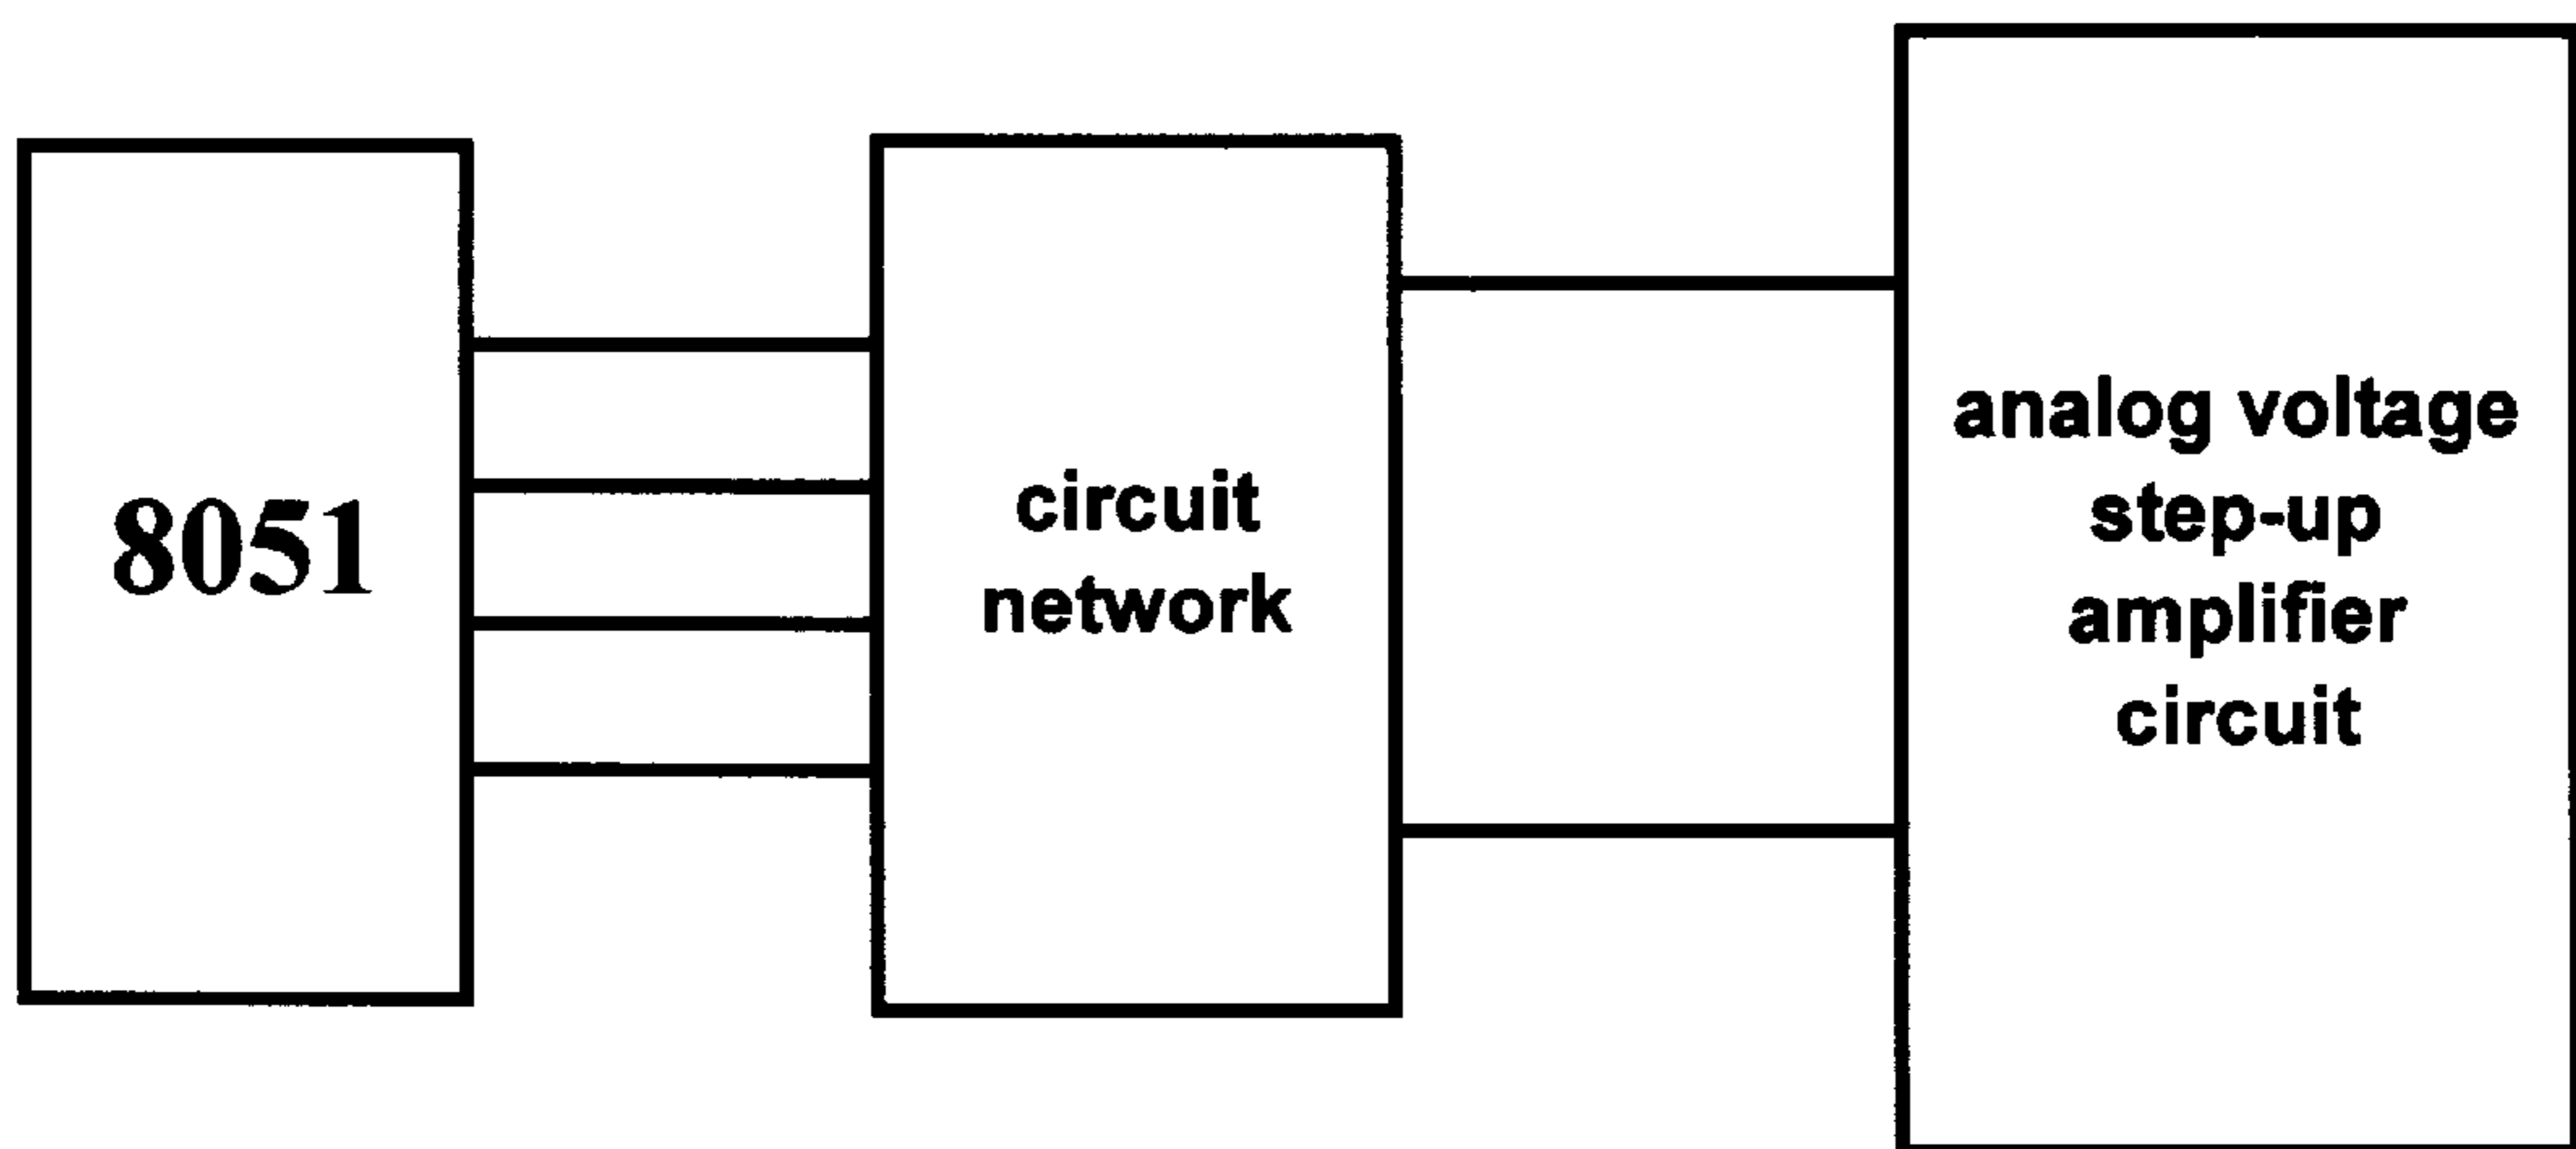 8051
circuit
network
analog voltage
step-up
amplifier
circuit